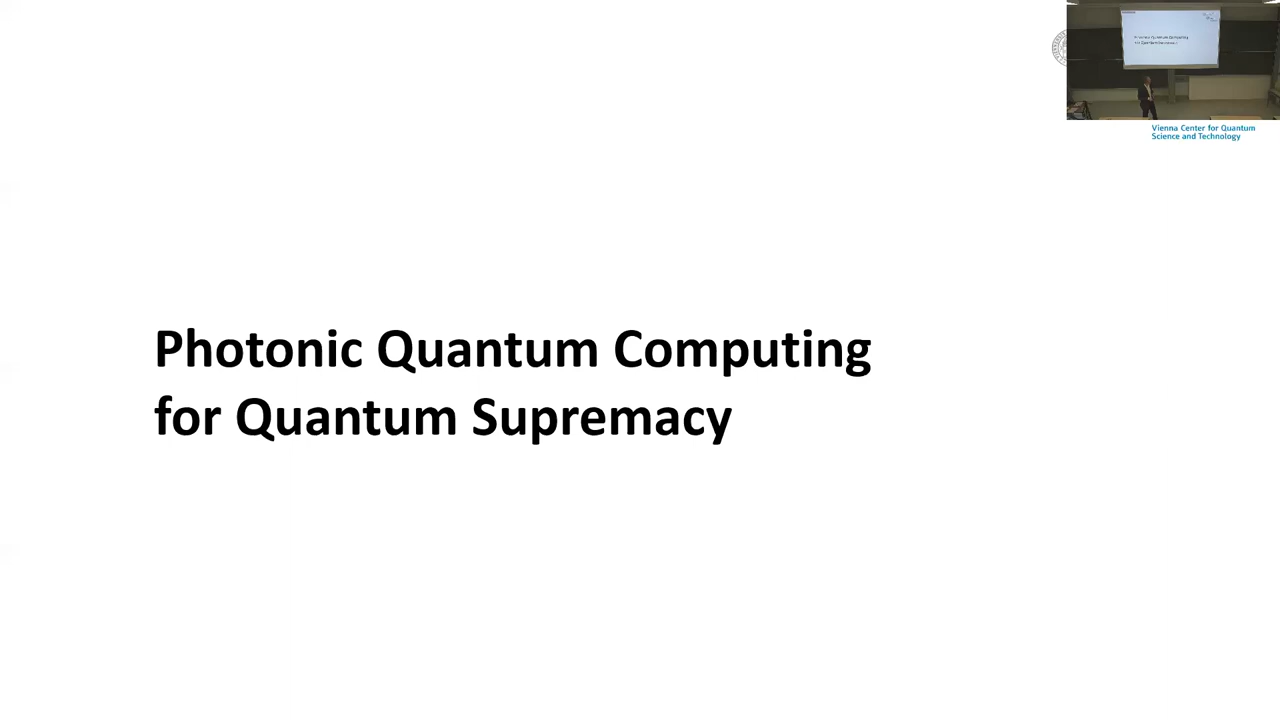 Vienna Center for Quantum
Science and Technology
Photonic Quantum Computing
for Quantum Supremacy